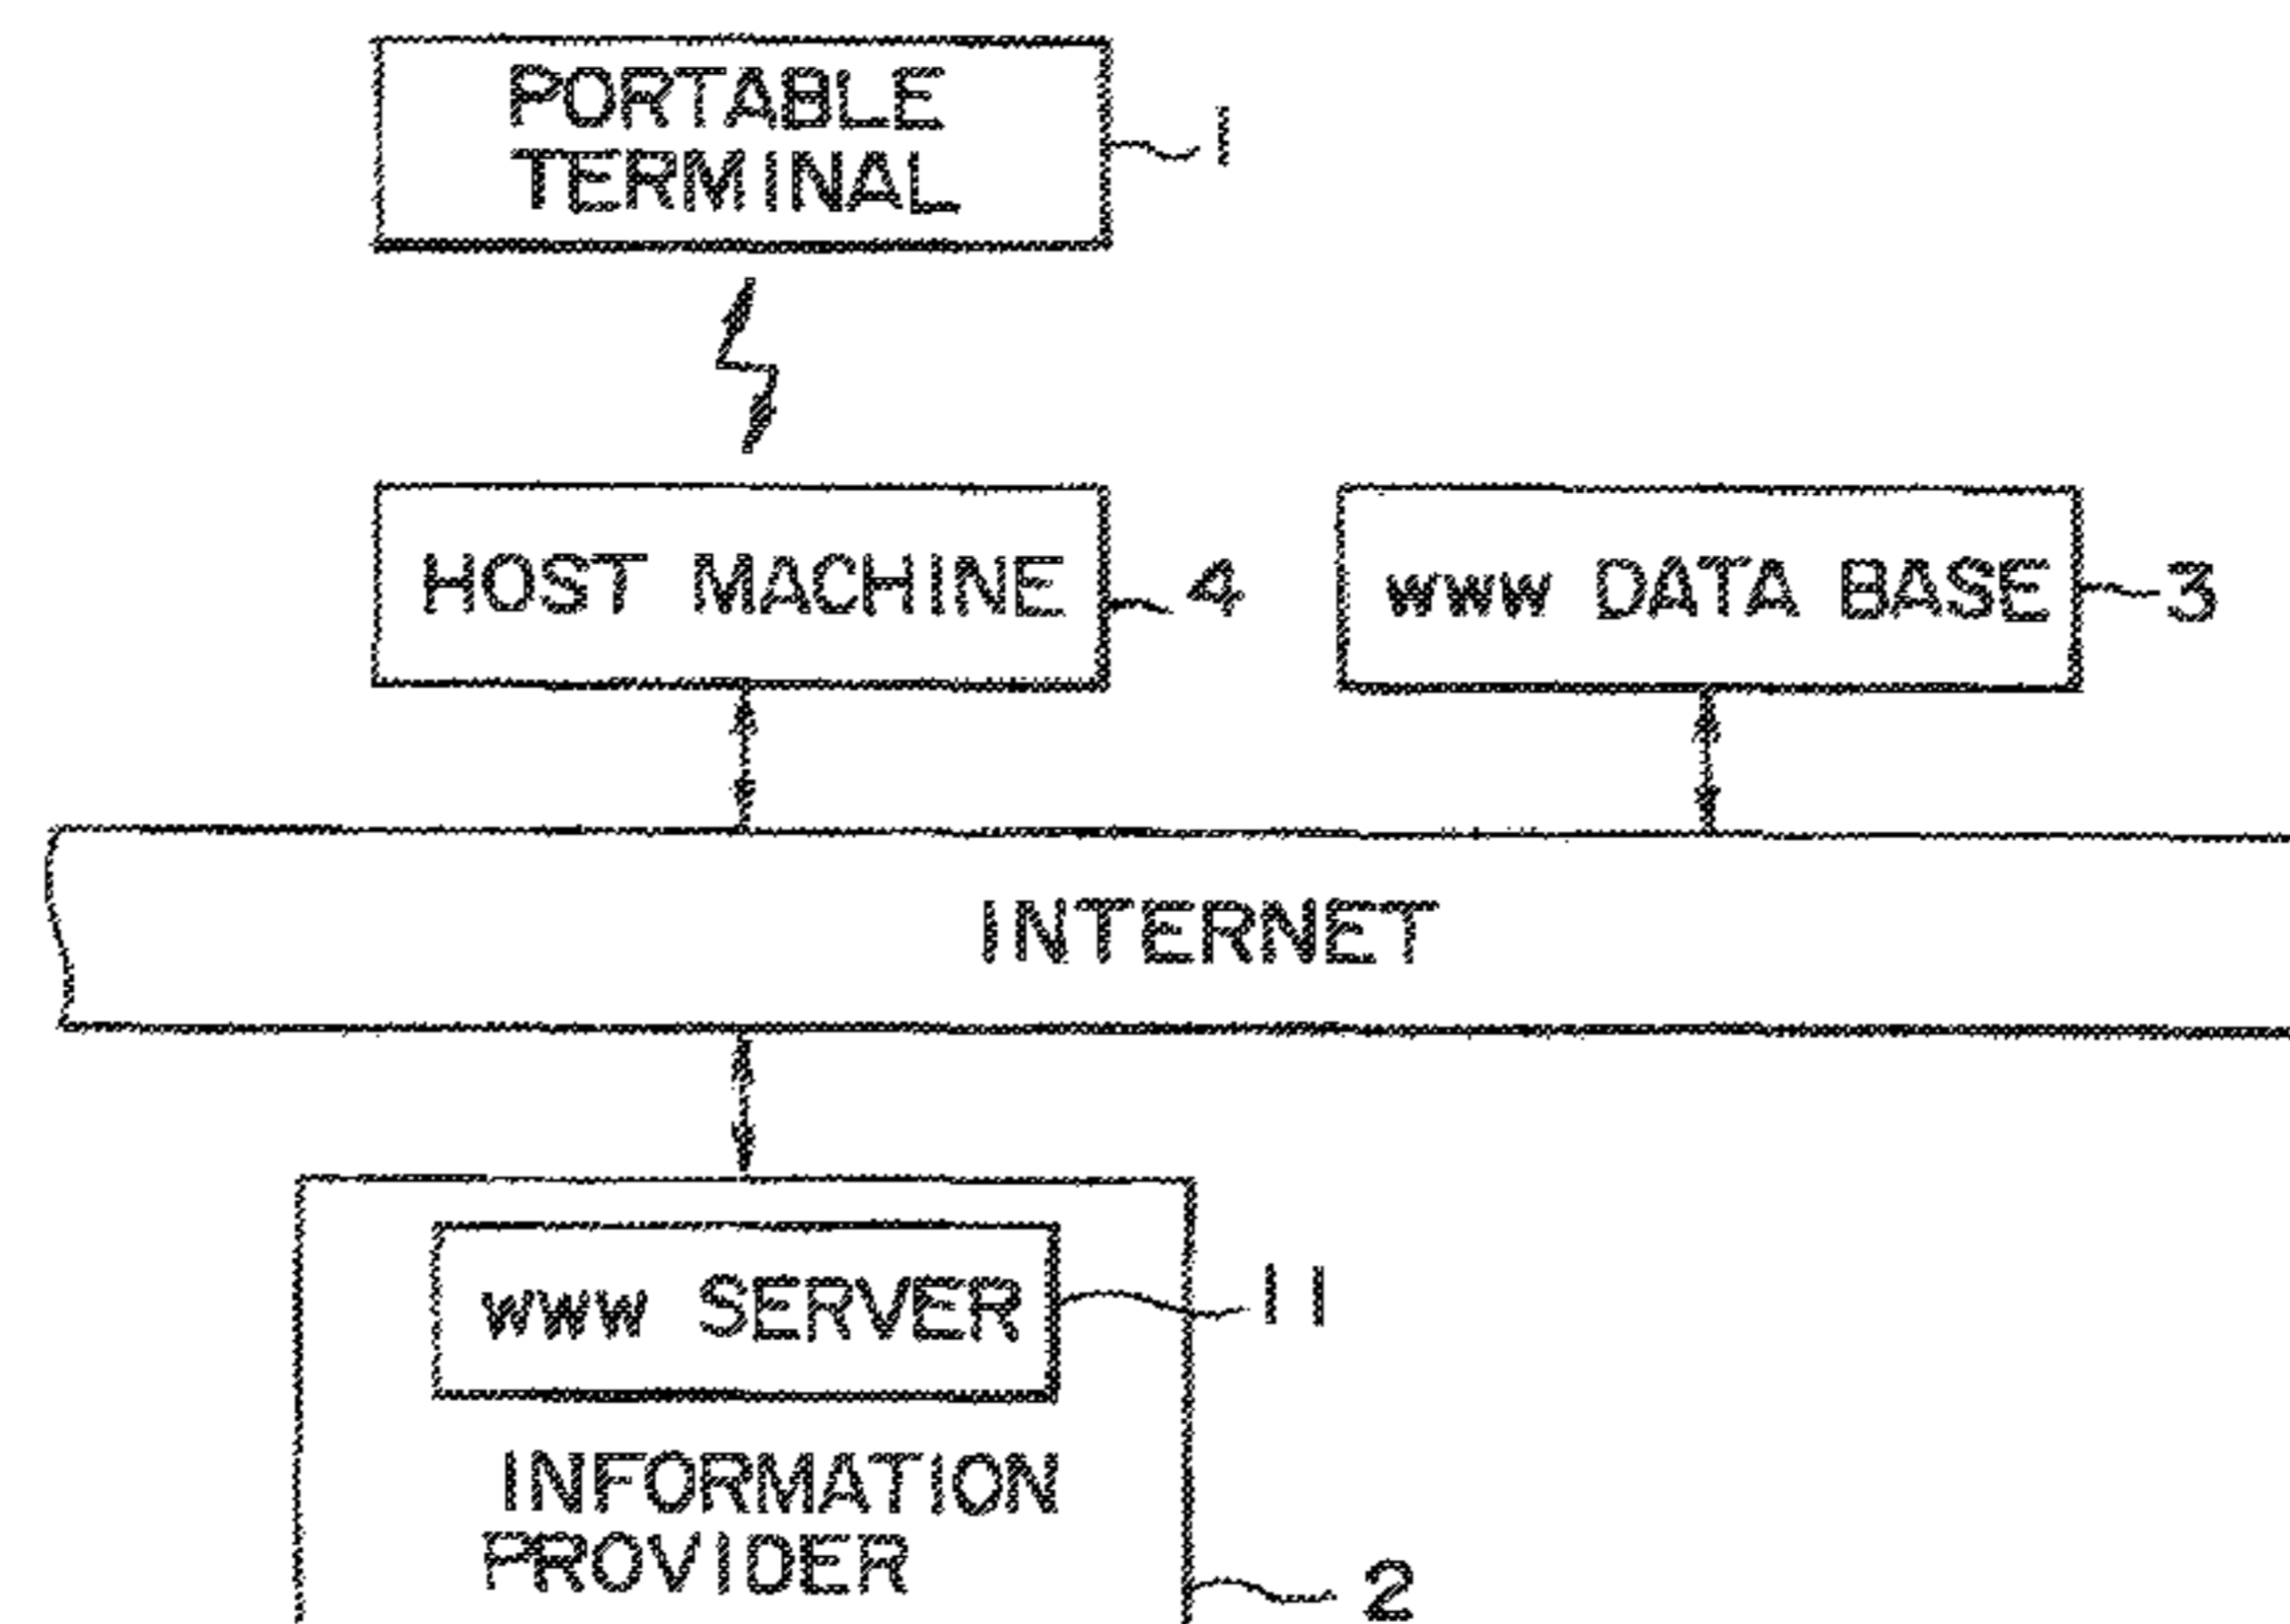 PORTABLE
TERMINAL
1
HOST MACHINE
4
www DATA BASE
3
INTERNET
www SERVER
11
INFORMATION
PROVIDER
2